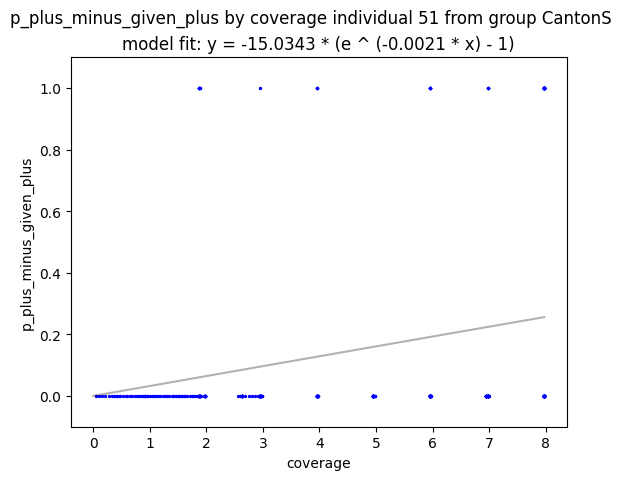 p_plus_minus_given_plus by coverage individual 51 from group CantonS
model fit: y = -15.0343 * (e ^ (-0.0021 * x) - 1)
1.0
0.8
0.6
0.4
0.2
0.0
p_plus_minus_given_plus
0 1 2 3 4 5 6 7 8
coverage